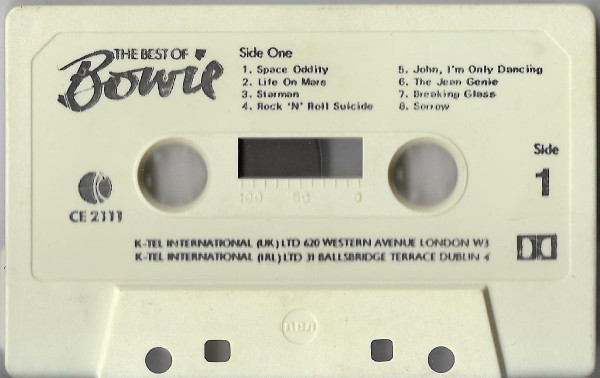 THE BEST OF
Bowie
Side One
1. Space Oddity
2. Life On Mars
3. Starman
4. Rock 'N' Roll Suicide
5. John, I'm Only Dancing
6. The Jean Genie
7. Breaking Glass
8. Sorrow
Side
1
K
CE 2111
100 50 0
K-TEL INTERNATIONAL (UK) LTD 620 WESTERN AVENUE LONDON W3
K-TEL INTERNATIONAL (IRL) LTD 31 BALLSBRIDGE TERRACE DUBLIN 4
RCA